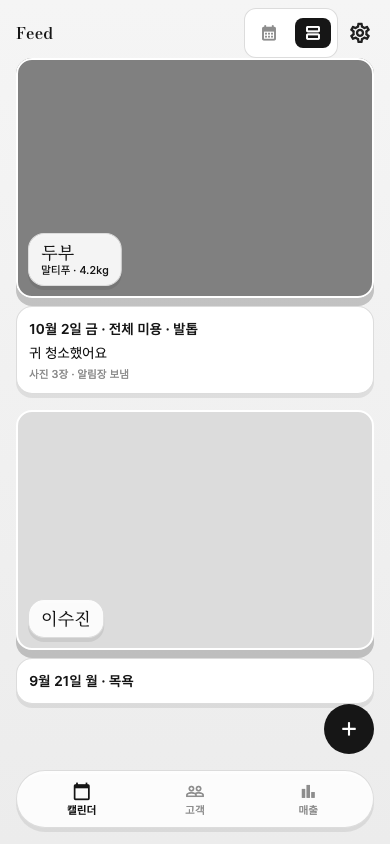 Feed
두부
말티푸 · 4.2kg
10월 2일 금 · 전체 미용 · 발톱
귀 청소했어요
사진 3장 · 알림장 보냄
이수진
9월 21일 월 · 목욕
캘린더
고객
매출